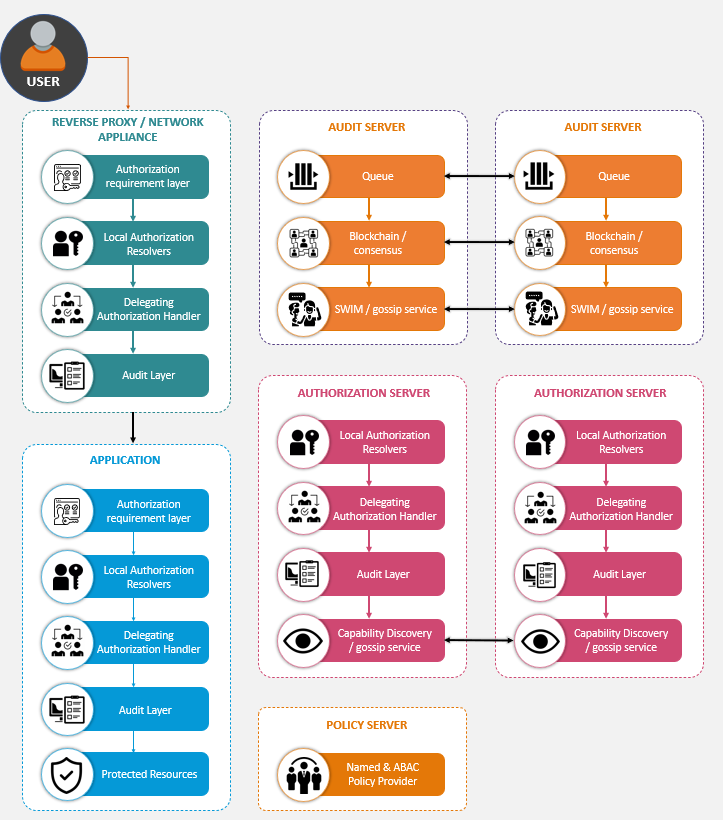 USER
REVERSE PROXY / NETWORK
APPLIANCE
Authorization
requirement layer
Local Authorization
Resolvers
Delegating
Authorization Handler
Audit Layer
APPLICATION
Authorization
requirement layer
Local Authorization
Resolvers
Delegating
Authorization Handler
Audit Layer
Protected Resources
AUDIT SERVER
Queue
Blockchain /
consensus
SWIM / gossip service
AUDIT SERVER
Queue
Blockchain /
consensus
SWIM / gossip service
AUTHORIZATION SERVER
Local Authorization
Resolvers
Delegating
Authorization Handler
Audit Layer
Capability Discovery
/ gossip service
AUTHORIZATION SERVER
Local Authorization
Resolvers
Delegating
Authorization Handler
Audit Layer
Capability Discovery
/ gossip service
POLICY SERVER
Named & ABAC
Policy Provider